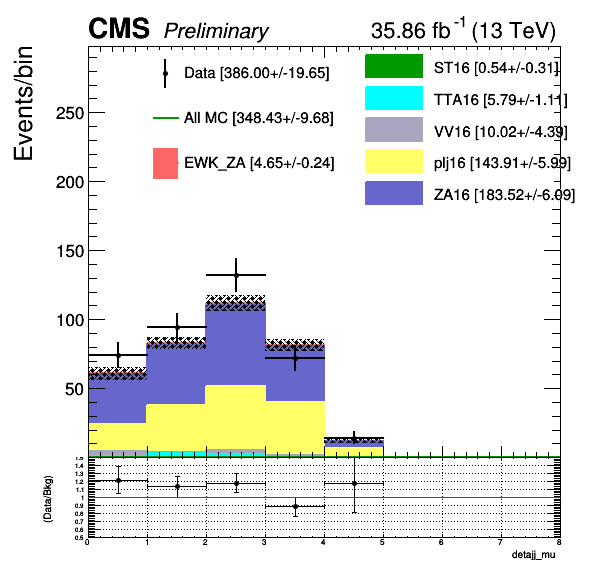 CMS Preliminary 35.86 fb⁻¹ (13 TeV)
Events/bin
Data [386.00+/-19.65]
All MC [348.43+/-9.68]
EWK_ZA [4.65+/-0.24]
ST16 [0.54+/-0.31]
TTA16 [5.79+/-1.11]
VV16 [10.02+/-4.39]
plj16 [143.91+/-5.99]
ZA16 [183.52+/-6.09]
250
200
150
100
50
(Data/Bkg)
1.5
1.4
1.3
1.2
1.1
1
0.9
0.8
0.7
0.6
0.5
0 1 2 3 4 5 6 7 8
detajj_mu